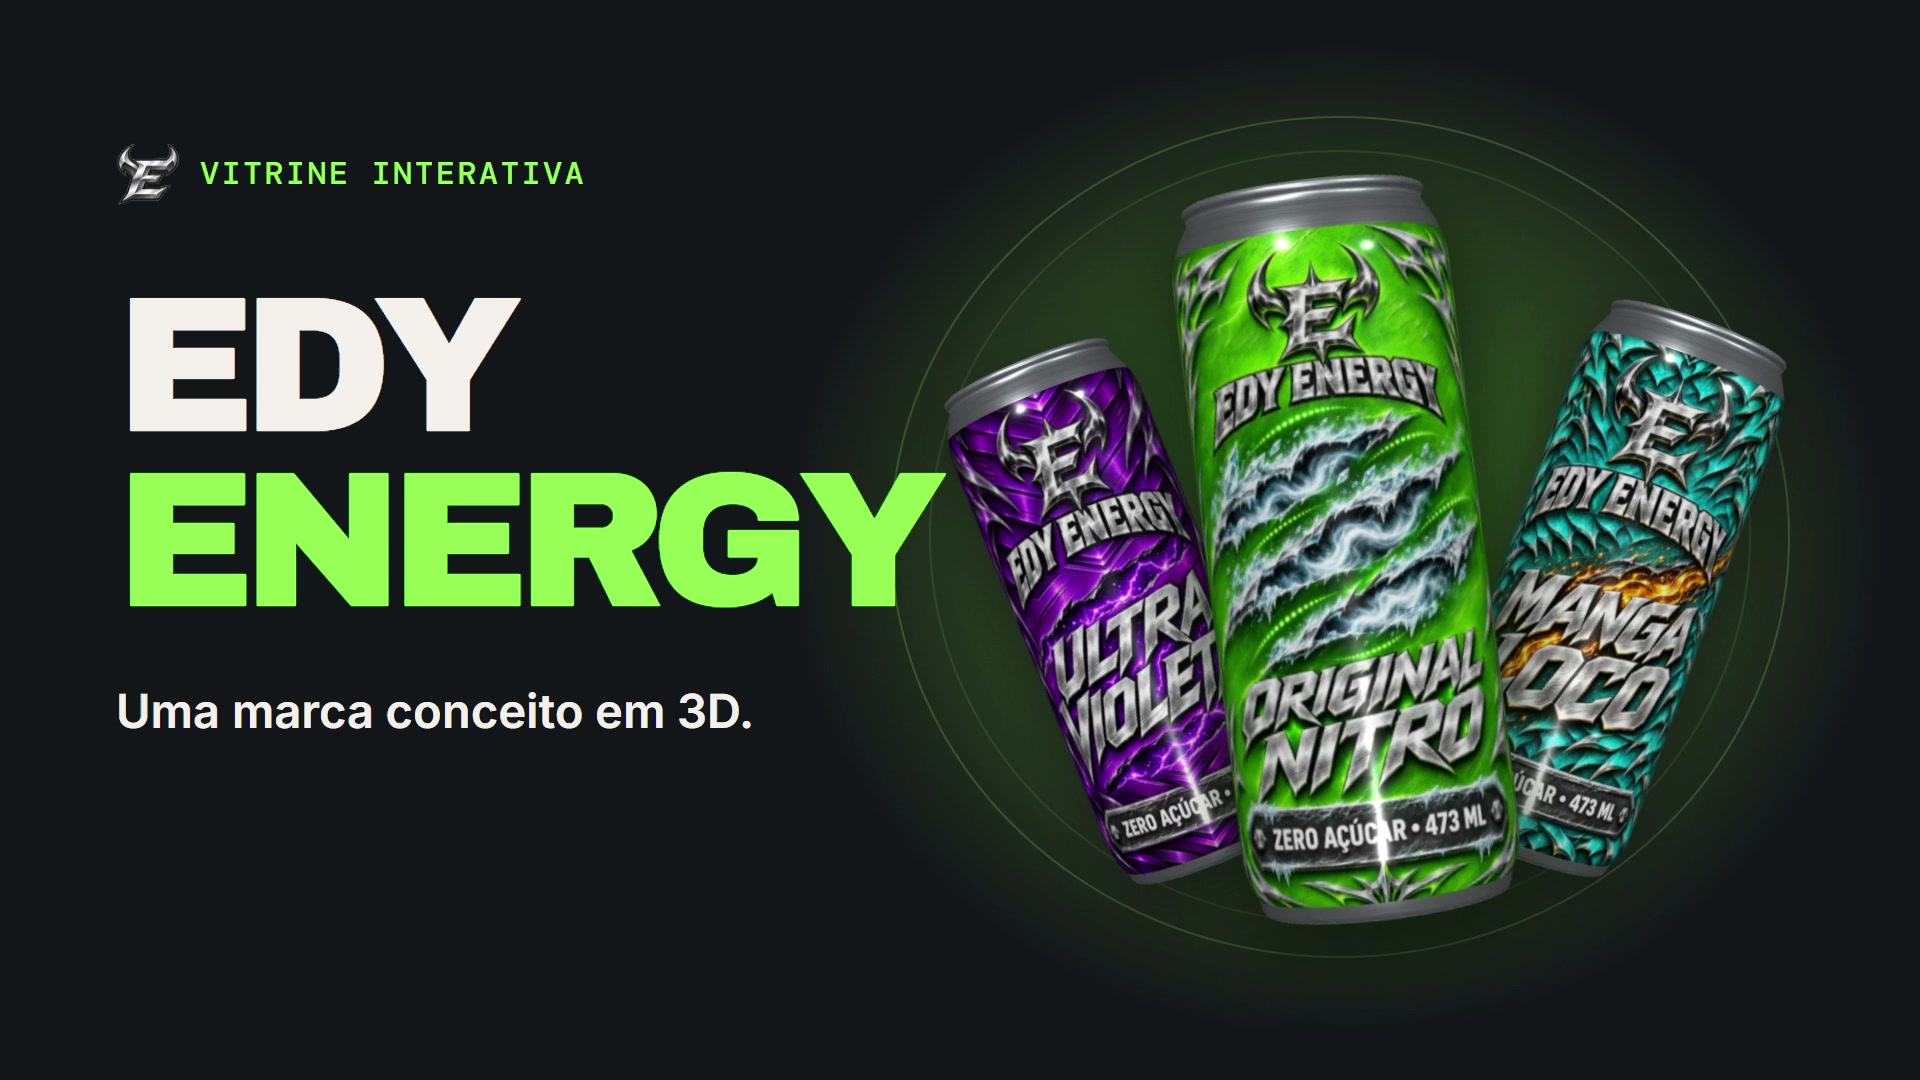 VITRINE INTERATIVA
EDY
ENERGY
Uma marca conceito em 3D.
E
EDY ENERGY
ULTRA
VIOLET
ZERO AÇÚCAR •
E
EDY ENERGY
ORIGINAL
NITRO
ZERO AÇÚCAR • 473 ML
E
EDY ENERGY
MANGA
LOCO
ÚCAR • 473 ML